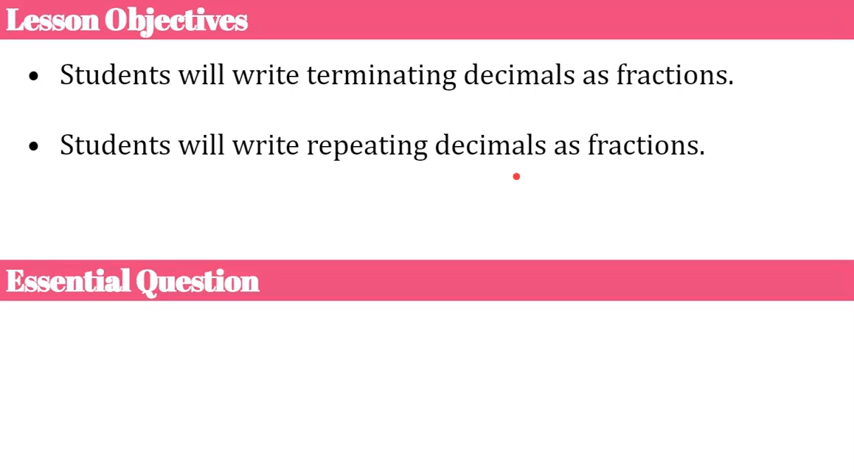 Lesson Objectives
• Students will write terminating decimals as fractions.
• Students will write repeating decimals as fractions.
Essential Question